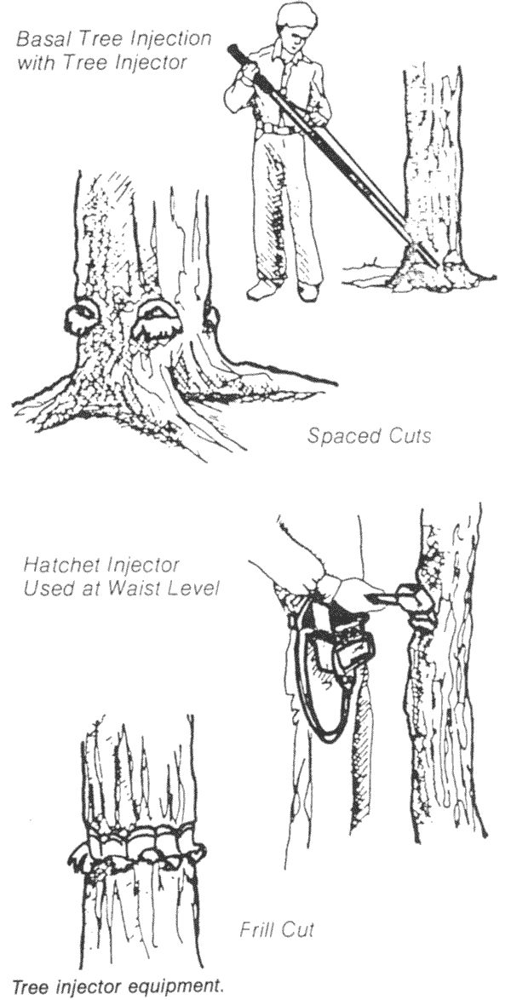 Basal Tree Injection
with Tree Injector
Spaced Cuts
Hatchet Injector
Used at Waist Level
Frill Cut
Tree injector equipment.